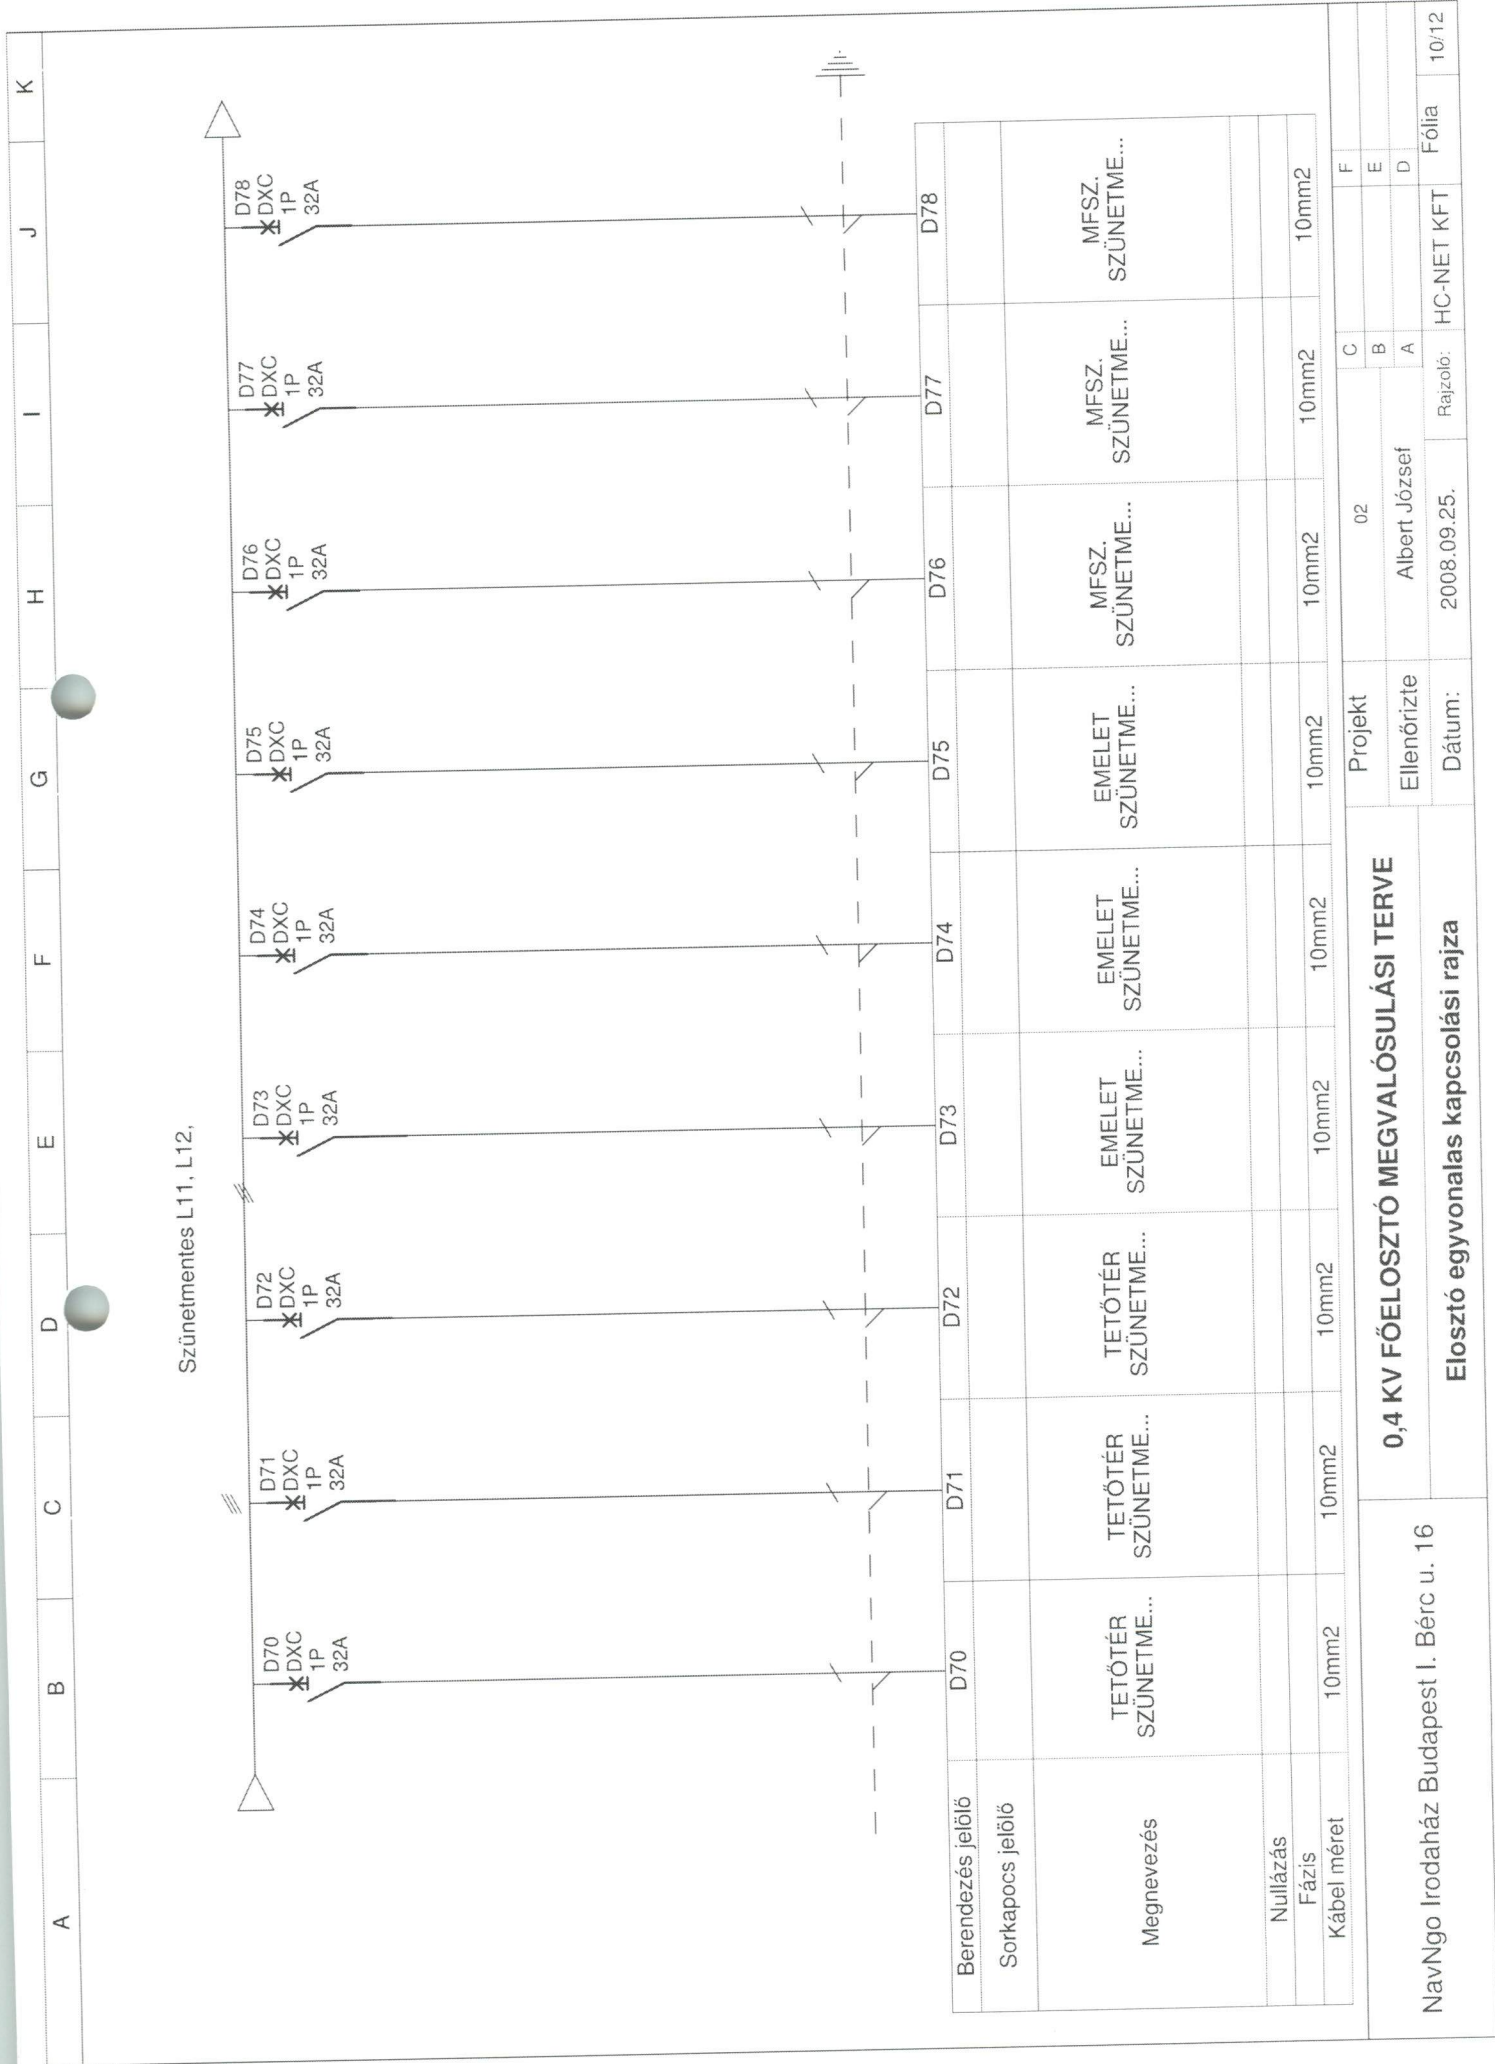 A B C D E F G H I J K
Szünetmentes L11, L12,
D70 D71 D72 D73 D74 D75 D76 D77 D78
DXC DXC DXC DXC DXC DXC DXC DXC DXC
1P 1P 1P 1P 1P 1P 1P 1P 1P
32A 32A 32A 32A 32A 32A 32A 32A 32A
Berendezés jelölő D70 D71 D72 D73 D74 D75 D76 D77 D78
Sorkapocs jelölő
Megnevezés
TETŐTÉR TETŐTÉR TETŐTÉR EMELET EMELET EMELET MFSZ. MFSZ. MFSZ.
SZÜNETME... SZÜNETME... SZÜNETME... SZÜNETME... SZÜNETME... SZÜNETME... SZÜNETME... SZÜNETME... SZÜNETME...
Nullázás
Fázis
Kábel méret 10mm2 10mm2 10mm2 10mm2 10mm2 10mm2 10mm2 10mm2 10mm2
NavNgo Irodaház Budapest I. Bérc u. 16
0,4 KV FŐELOSZTÓ MEGVALÓSULÁSI TERVE
Elosztó egyvonalas kapcsolási rajza
Projekt 02
Ellenőrizte Albert József
Dátum: 2008.09.25.
C F
B E
A D
Rajzoló: HC-NET KFT
Fólia 10/12